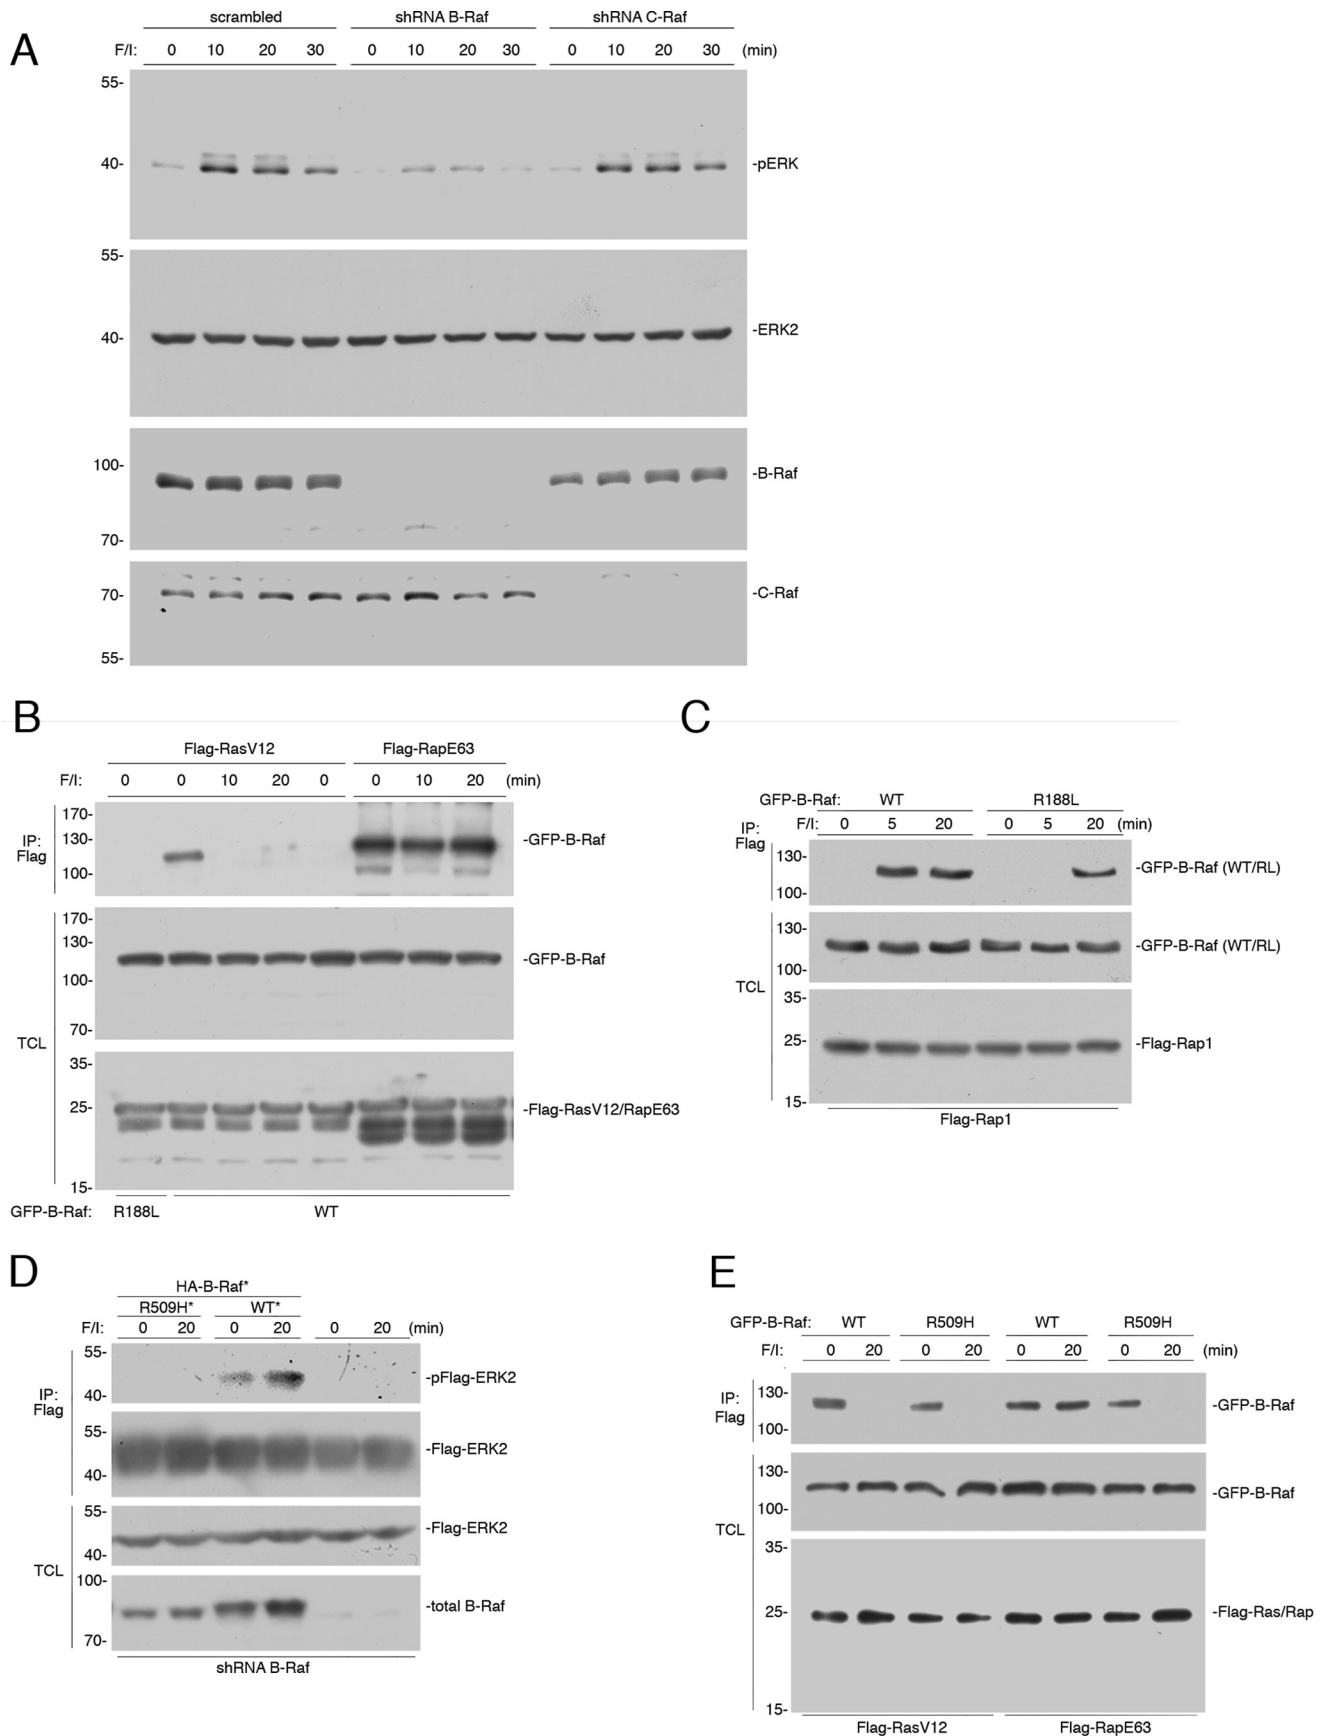 A
scrambled shRNA B-Raf shRNA C-Raf
F/I: 0 10 20 30 0 10 20 30 0 10 20 30 (min)
55-
40- -pERK
55-
40- -ERK2
100- -B-Raf
70-
70- -C-Raf
55-
B
Flag-RasV12 Flag-RapE63
F/I: 0 0 10 20 0 0 10 20 (min)
IP: Flag
170-
130- -GFP-B-Raf
100-
TCL
170-
130-
-GFP-B-Raf
100-
70-
35-
25- -Flag-RasV12/RapE63
15-
GFP-B-Raf: R188L WT
C
GFP-B-Raf: WT R188L
IP: Flag
F/I: 0 5 20 0 5 20 (min)
130- -GFP-B-Raf (WT/RL)
100-
TCL
130- -GFP-B-Raf (WT/RL)
100-
35-
25- -Flag-Rap1
15-
Flag-Rap1
D
HA-B-Raf*
R509H* WT*
F/I: 0 20 0 20 0 20 (min)
IP: Flag
55-
-pFlag-ERK2
40-
55-
-Flag-ERK2
40-
TCL
55-
-Flag-ERK2
40-
100-
-total B-Raf
70-
shRNA B-Raf
E
GFP-B-Raf: WT R509H WT R509H
F/I: 0 20 0 20 0 20 0 20 (min)
IP: Flag
130- -GFP-B-Raf
100-
TCL
130-
-GFP-B-Raf
100-
35-
25- -Flag-Ras/Rap
15-
Flag-RasV12 Flag-RapE63